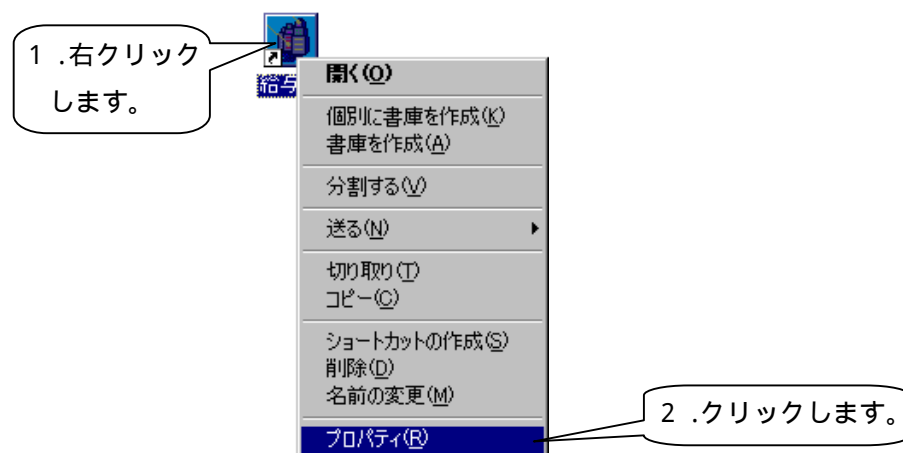 1 .右クリック
します。
給与
開く(O)
個別に書庫を作成(K)
書庫を作成(A)
分割する(V)
送る(N)
切り取り(T)
コピー(C)
ショートカットの作成(S)
削除(D)
名前の変更(M)
2 .クリックします。
プロパティ(R)